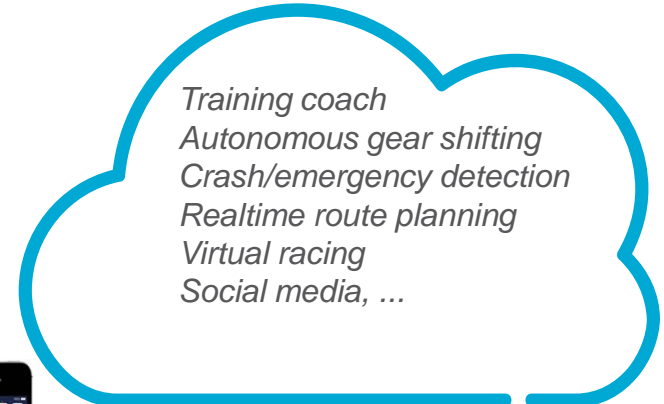 Training coach
Autonomous gear shifting
Crash/emergency detection
Realtime route planning
Virtual racing
Social media, ...